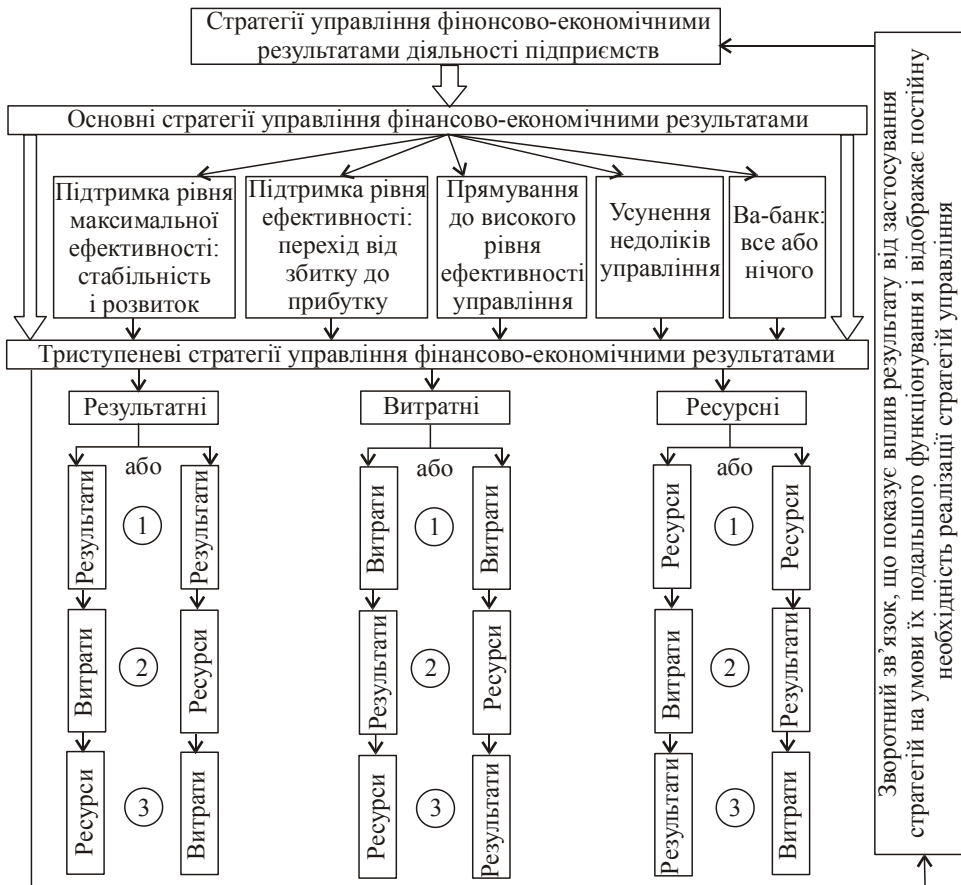 Стратегії управління фінонсово-економічними
результатами діяльності підприємств
Основні стратегії управління фінансово-економічними результатами
Підтримка рівня
максимальної
ефективності:
стабільність
і розвиток
Підтримка рівня
ефективності:
перехід від
збитку до
прибутку
Прямування
до високого
рівня
ефективності
управління
Усунення
недоліків
управління
Ва-банк:
все або
нічого
Триступеневі стратегії управління фінансово-економічними результатами
Результатні
Витратні
Ресурсні
або
або
або
Результати
1
Результати
Витрати
1
Витрати
Ресурси
1
Ресурси
Витрати
2
Ресурси
Результати
2
Ресурси
Витрати
2
Результати
Ресурси
3
Витрати
Ресурси
3
Результати
Результати
3
Витрати
Зворотний зв’язок, що показує вплив результату від застосування
стратегій на умови їх подальшого функціонування і відображає постійну
необхідність реалізації стратегій управління